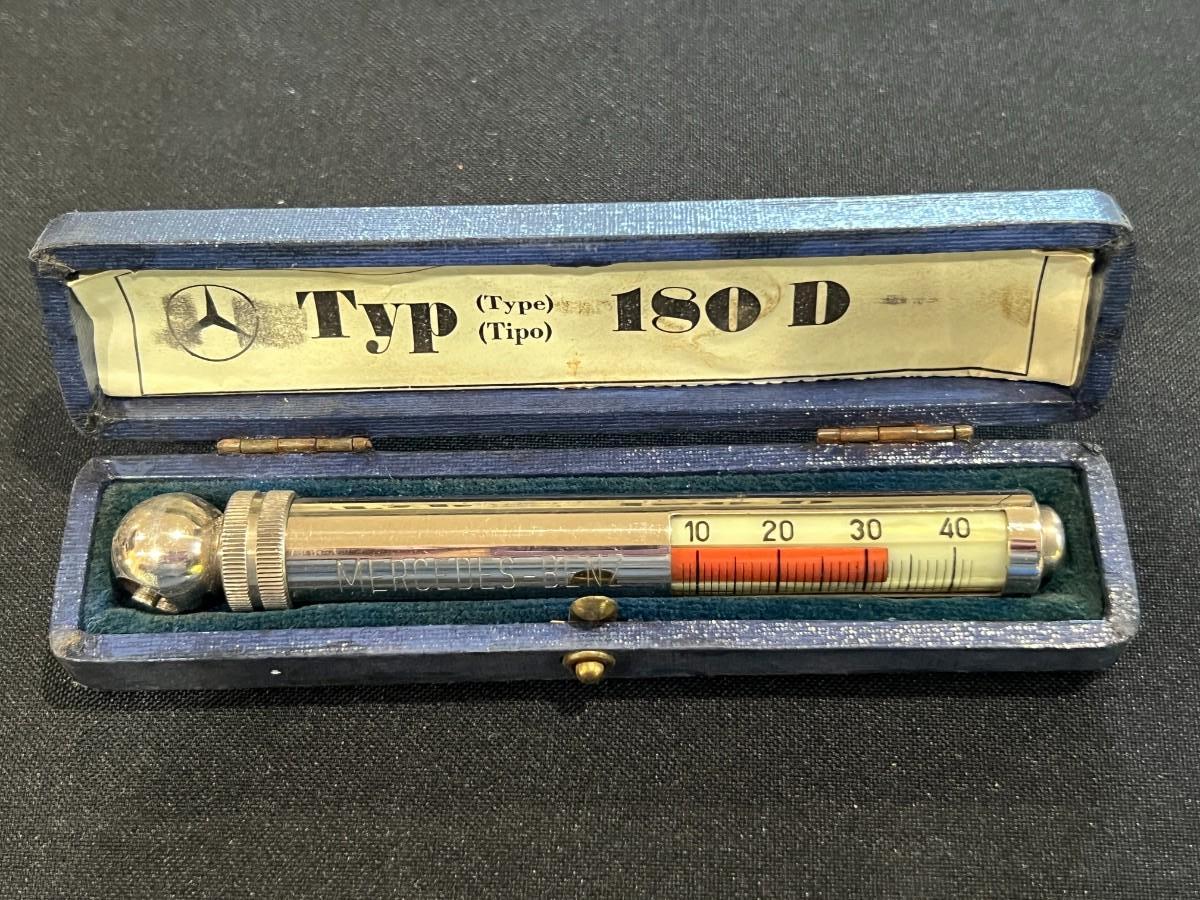 Typ (Type) 180 D
(Tipo)
10 20 30 40
MERCEDES-BENZ